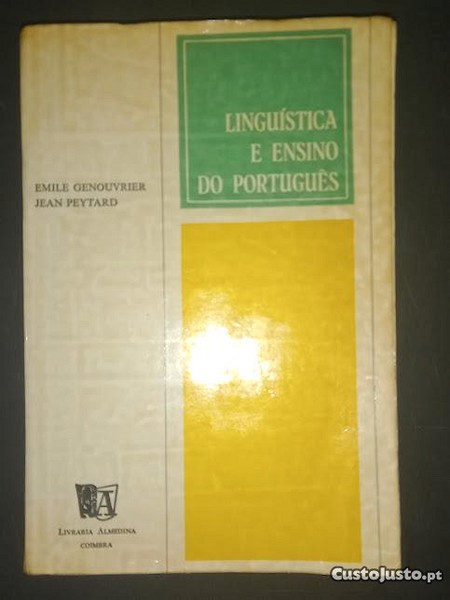 LINGUÍSTICA
E ENSINO
DO PORTUGUÊS
EMILE GENOUVRIER
JEAN PEYTARD
LIVRARIA ALMEDINA
COIMBRA
CustoJusto.pt